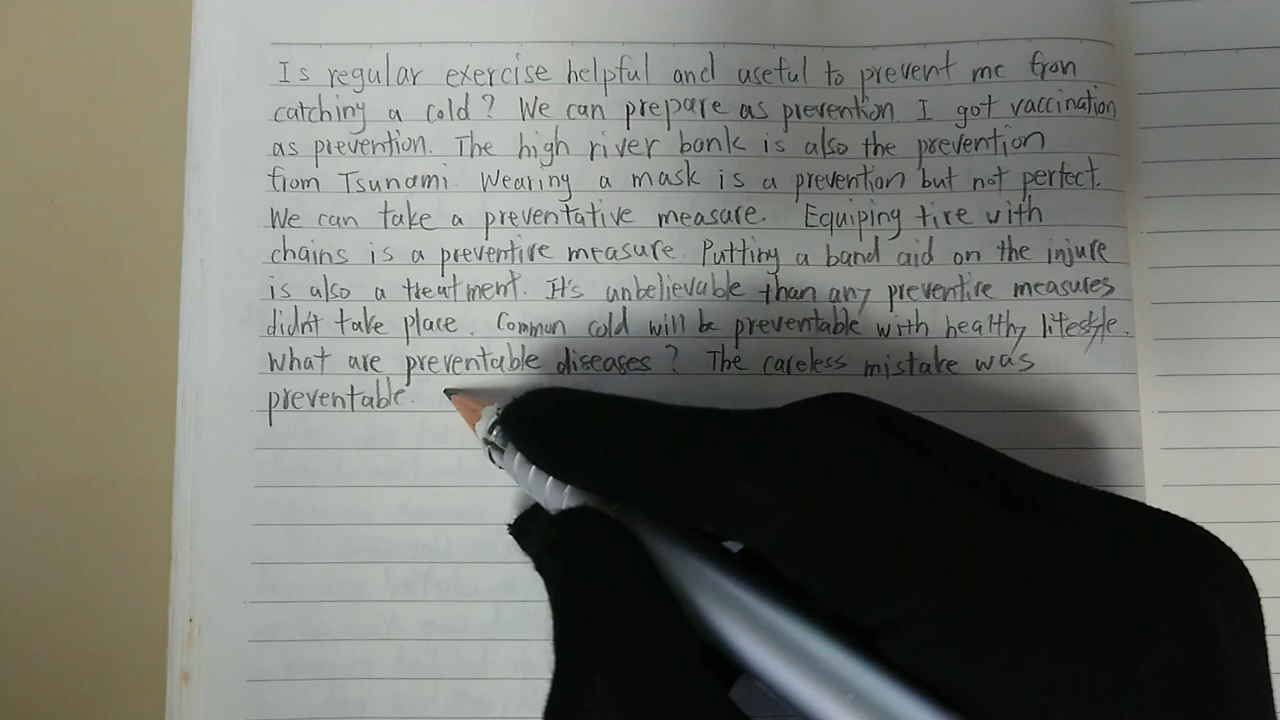 Is regular exercise helpful and useful to prevent me fron
catching a cold? We can prepare as prevention. I got vaccination
as prevention. The high river bank is also the prevention
from Tsunami. Wearing a mask is a prevention but not perfect.
We can take a preventative measure. Equiping tire with
chains is a preventive measure. Putting a band aid on the injure
is also a treatment. It's unbelievable than any preventive measures
didn't take place. Common cold will be preventable with healthy lifestyle.
What are preventable diseases? The careless mistake was
preventable.